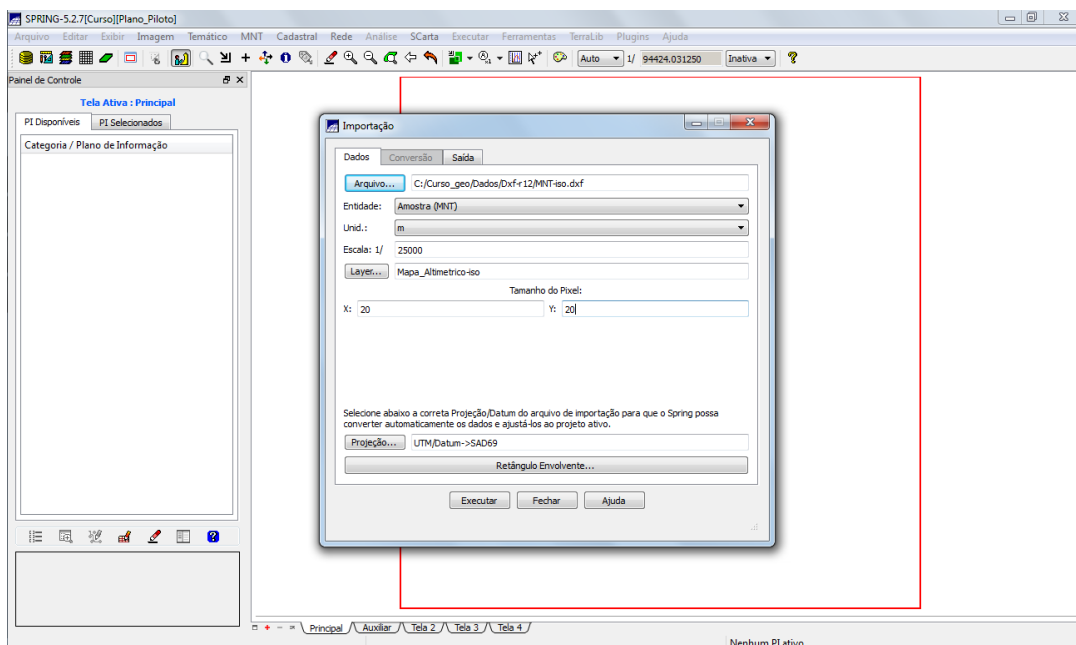 SPRING-5.2.7[Curso][Plano_Piloto]
Arquivo Editar Exibir Imagem Temático MNT Cadastral Rede Análise SCarta Executar Ferramentas TerraLib Plugins Ajuda
Auto 1/ 94424.031250 Inativa
Painel de Controle
Tela Ativa : Principal
PI Disponíveis PI Selecionados
Categoria / Plano de Informação
Importação
Dados Conversão Saída
Arquivo... C:/Curso_geo/Dados/Dxf-r12/MNT-iso.dxf
Entidade: Amostra (MNT)
Unid.: m
Escala: 1/ 25000
Layer... Mapa_Altimetrico-iso
Tamanho do Pixel:
X: 20 Y: 20
Selecione abaixo a correta Projeção/Datum do arquivo de importação para que o Spring possa
converter automaticamente os dados e ajustá-los ao projeto ativo.
Projeção... UTM/Datum->SAD69
Retângulo Envolvente...
Executar Fechar Ajuda
Principal Auxiliar Tela 2 Tela 3 Tela 4
Nenhum PI ativo